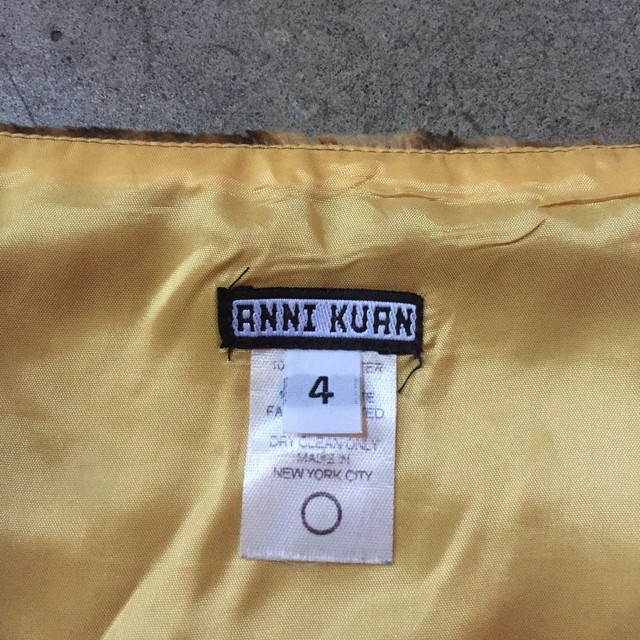 ANNI KUAN
4
DRY CLEAN ONLY
MADE IN
NEW YORK CITY